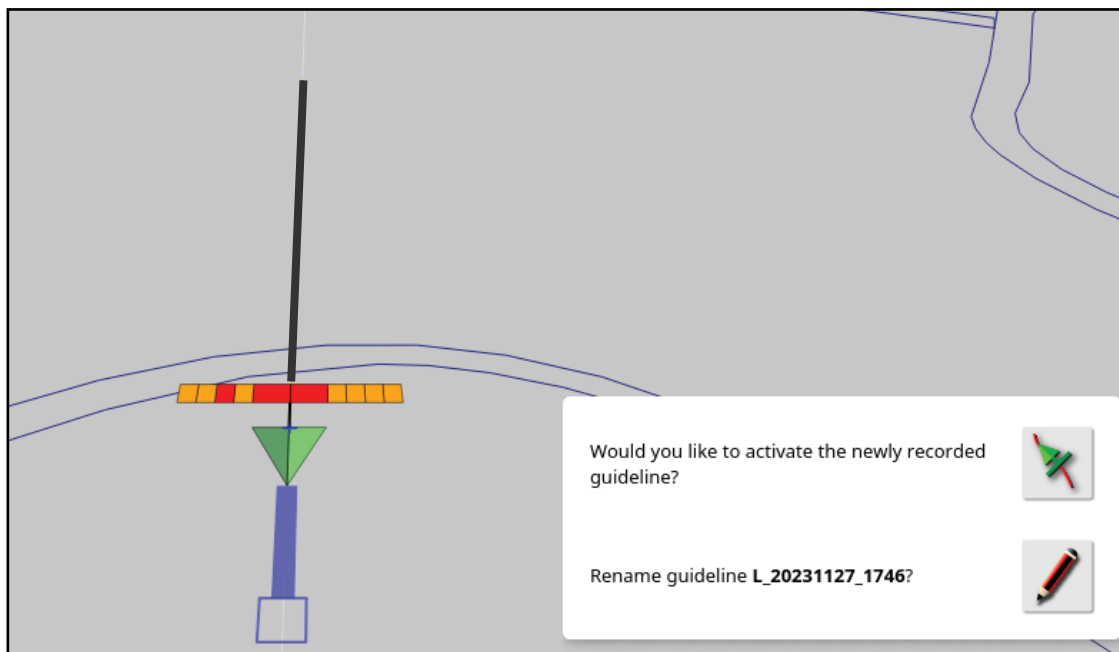 Would you like to activate the newly recorded
guideline?
Rename guideline L_20231127_1746?